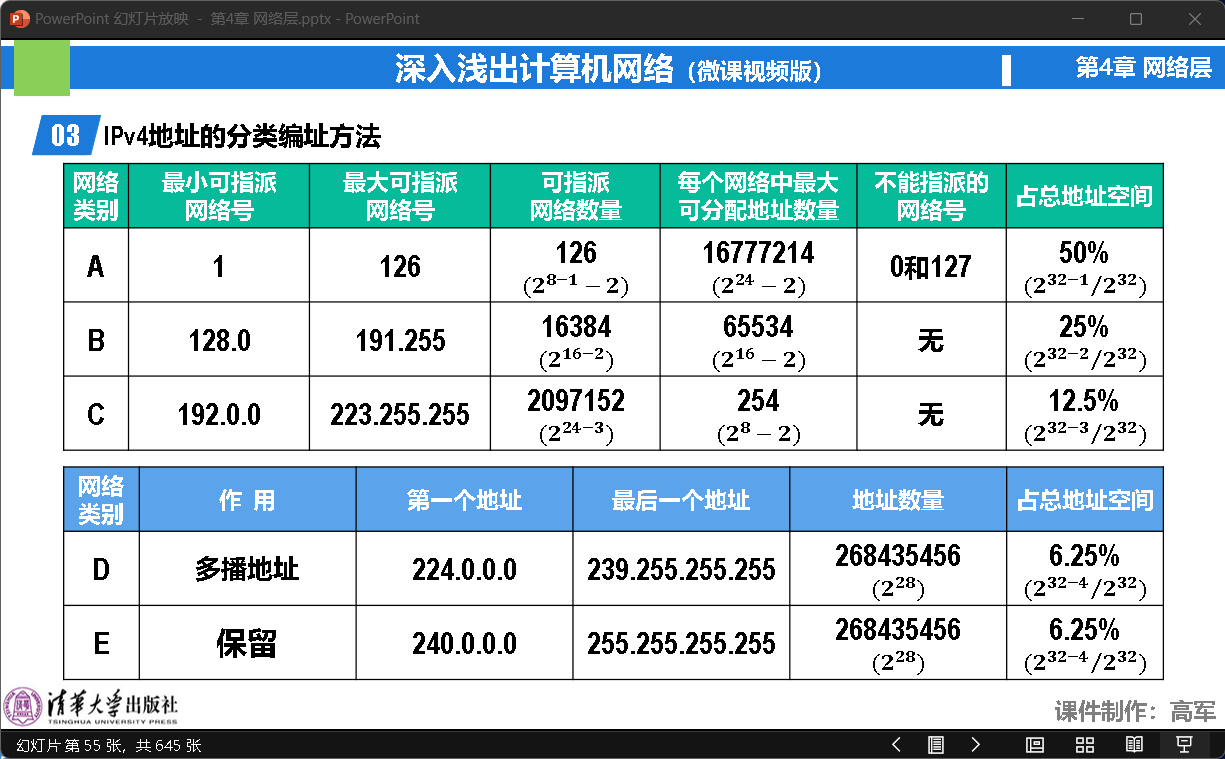 PowerPoint 幻灯片放映 - 第4章 网络层.pptx - PowerPoint
深入浅出计算机网络（微课视频版）
第4章 网络层
03 IPv4地址的分类编址方法
网络类别 最小可指派网络号 最大可指派网络号 可指派网络数量 每个网络中最大可分配地址数量 不能指派的网络号 占总地址空间
A 1 126 126 (2^{8−1} − 2) 16777214 (2^{24} − 2) 0和127 50% (2^{32−1}/2^{32})
B 128.0 191.255 16384 (2^{16−2}) 65534 (2^{16} − 2) 无 25% (2^{32−2}/2^{32})
C 192.0.0 223.255.255 2097152 (2^{24−3}) 254 (2^{8} − 2) 无 12.5% (2^{32−3}/2^{32})
网络类别 作 用 第一个地址 最后一个地址 地址数量 占总地址空间
D 多播地址 224.0.0.0 239.255.255.255 268435456 (2^{28}) 6.25% (2^{32−4}/2^{32})
E 保留 240.0.0.0 255.255.255.255 268435456 (2^{28}) 6.25% (2^{32−4}/2^{32})
清华大学出版社
TSINGHUA UNIVERSITY PRESS
课件制作：高军
幻灯片 第 55 张，共 645 张